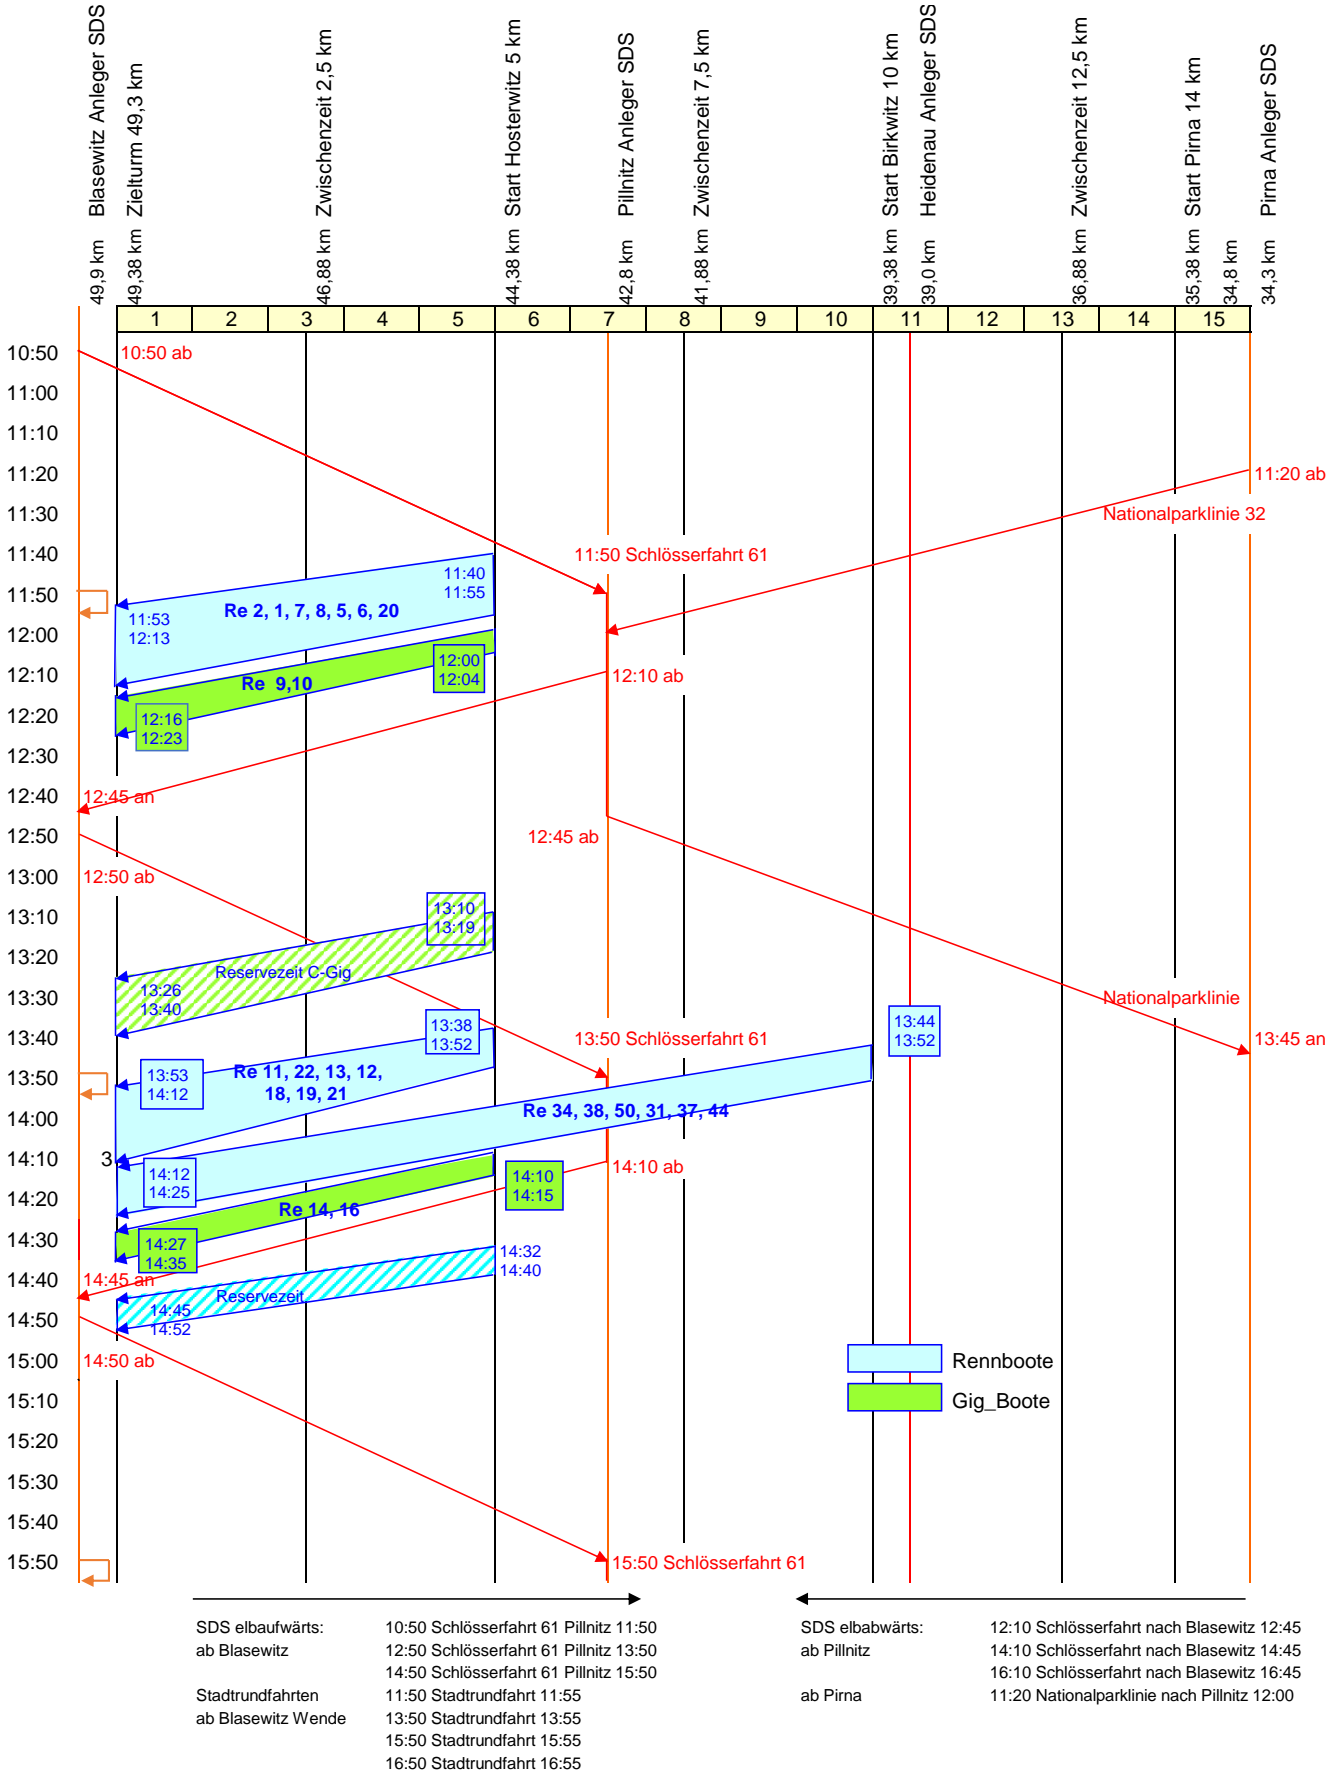 Blasewitz Anleger SDS
Zielturm 49,3 km
Zwischenzeit 2,5 km
Start Hosterwitz 5 km
Pillnitz Anleger SDS
Zwischenzeit 7,5 km
Start Birkwitz 10 km
Heidenau Anleger SDS
Zwischenzeit 12,5 km
Start Pirna 14 km
Pirna Anleger SDS
49,9 km
49,38 km
46,88 km
44,38 km
42,8 km
41,88 km
39,38 km
39,0 km
36,88 km
35,38 km
34,8 km
34,3 km
1 2 3 4 5 6 7 8 9 10 11 12 13 14 15
10:50
10:50 ab
11:00
11:10
11:20
11:20 ab
11:30
Nationalparklinie 32
11:40
11:50 Schlösserfahrt 61
11:40
11:55
11:50
Re 2, 1, 7, 8, 5, 6, 20
11:53
12:13
12:00
12:00
12:04
12:10
Re 9,10
12:10 ab
12:20
12:16
12:23
12:30
12:40
12:45 an
12:50
12:45 ab
13:00
12:50 ab
13:10
13:10
13:19
13:20
Reservezeit C-Gig
13:26
13:40
13:30
Nationalparklinie
13:40
13:38
13:52
13:50 Schlösserfahrt 61
13:44
13:52
13:45 an
13:50
13:53
14:12
Re 11, 22, 13, 12,
18, 19, 21
14:00
Re 34, 38, 50, 31, 37, 44
14:10
3
14:12
14:25
14:10
14:15
14:10 ab
14:20
Re 14, 16
14:30
14:27
14:35
14:32
14:40
14:40
14:45 an
Reservezeit
14:45
14:52
14:50
15:00
14:50 ab
Rennboote
15:10
Gig_Boote
15:20
15:30
15:40
15:50
15:50 Schlösserfahrt 61
SDS elbaufwärts: 10:50 Schlösserfahrt 61 Pillnitz 11:50
ab Blasewitz 12:50 Schlösserfahrt 61 Pillnitz 13:50
14:50 Schlösserfahrt 61 Pillnitz 15:50
Stadtrundfahrten 11:50 Stadtrundfahrt 11:55
ab Blasewitz Wende 13:50 Stadtrundfahrt 13:55
15:50 Stadtrundfahrt 15:55
16:50 Stadtrundfahrt 16:55
SDS elbabwärts: 12:10 Schlösserfahrt nach Blasewitz 12:45
ab Pillnitz 14:10 Schlösserfahrt nach Blasewitz 14:45
16:10 Schlösserfahrt nach Blasewitz 16:45
ab Pirna 11:20 Nationalparklinie nach Pillnitz 12:00